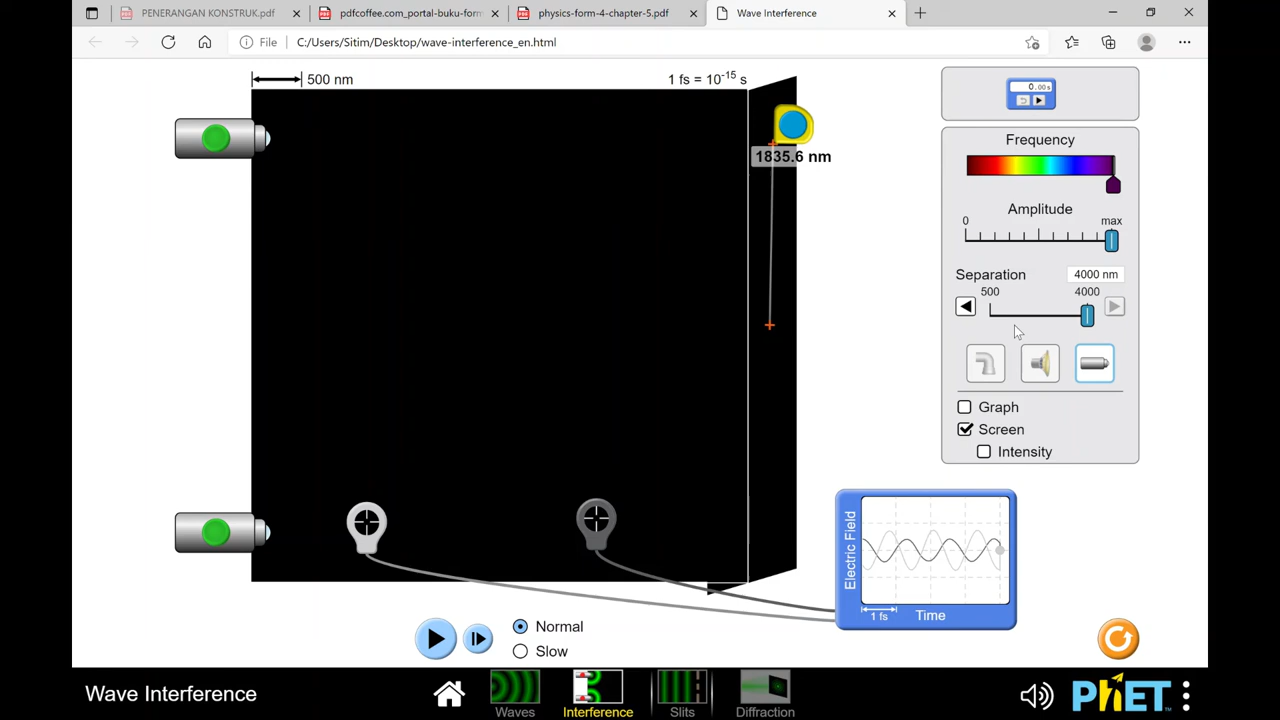 PENERANGAN KONSTRUK.pdf
pdfcoffee.com_portal-buku-form
physics-form-4-chapter-5.pdf
Wave Interference
File
C:/Users/Sitim/Desktop/wave-interference_en.html
500 nm
1 fs = 10⁻¹⁵ s
1835.6 nm
0.00s
Frequency
Amplitude
0
max
Separation
4000 nm
500
4000
Graph
Screen
Intensity
Electric Field
1 fs
Time
Normal
Slow
Wave Interference
Waves
Interference
Slits
Diffraction
PhET